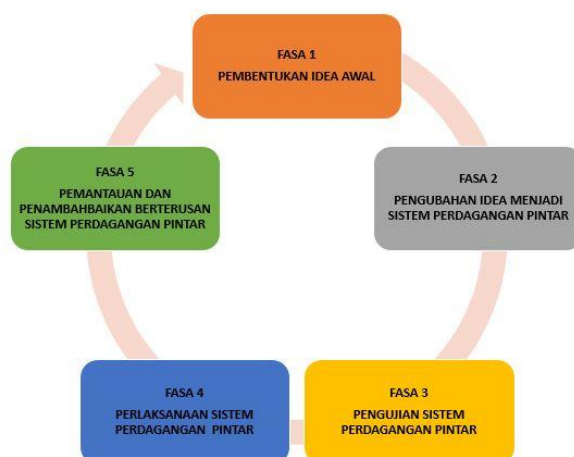 FASA 1
PEMBENTUKAN IDEA AWAL
FASA 2
PENGUBAHAN IDEA MENJADI
SISTEM PERDAGANGAN PINTAR
FASA 3
PENGUJIAN SISTEM
PERDAGANGAN PINTAR
FASA 4
PERLAKSANAAN SISTEM
PERDAGANGAN PINTAR
FASA 5
PEMANTAUAN DAN
PENAMBAHBAIKAN BERTERUSAN
SISTEM PERDAGANGAN PINTAR